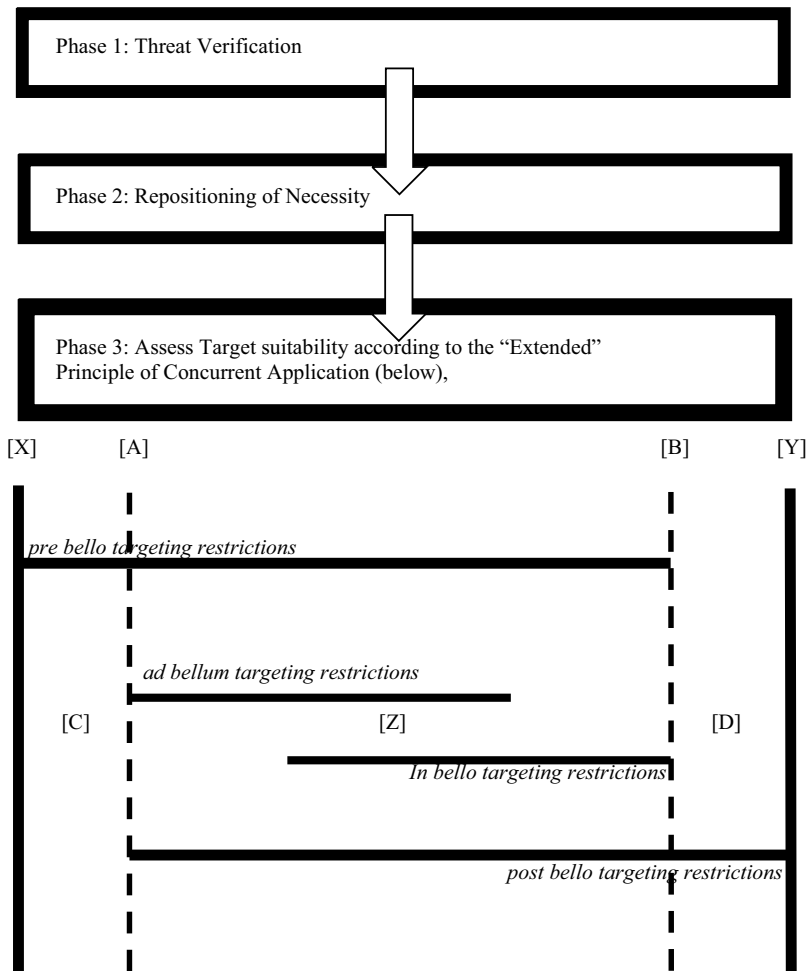 Phase 1: Threat Verification
Phase 2: Repositioning of Necessity
Phase 3: Assess Target suitability according to the “Extended”
Principle of Concurrent Application (below),
[X] [A] [B] [Y]
pre bello targeting restrictions
ad bellum targeting restrictions
[C] [Z] [D]
In bello targeting restrictions
post bello targeting restrictions